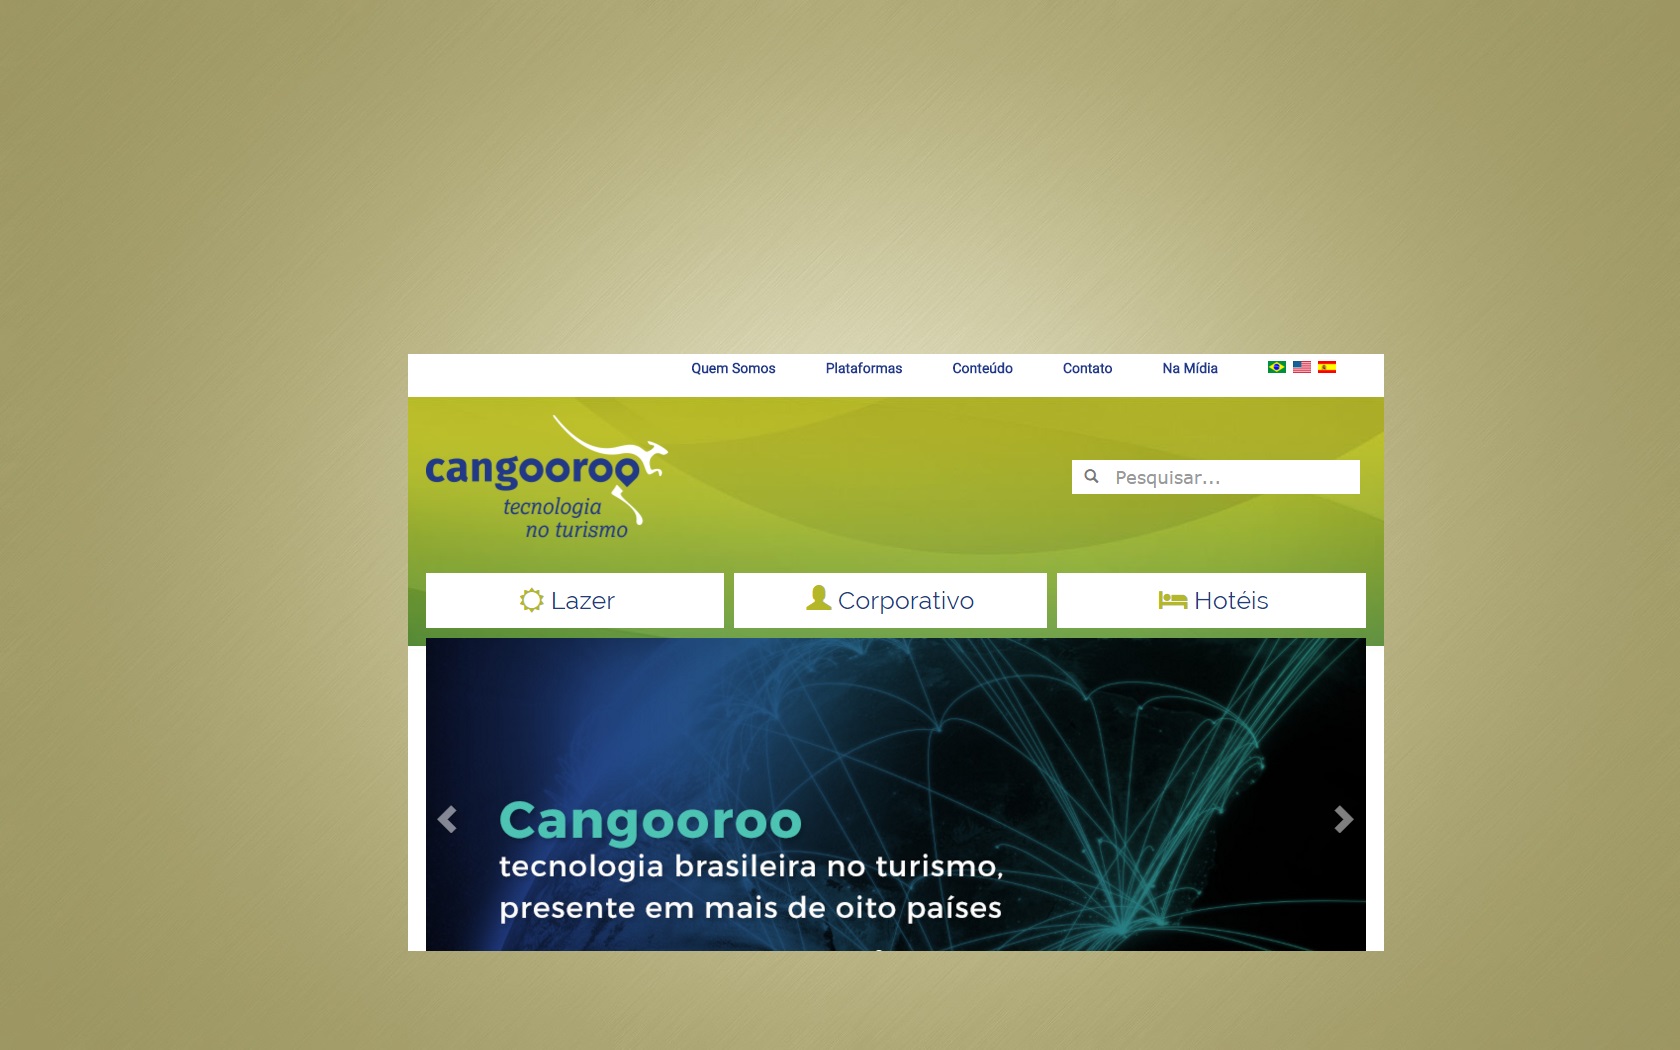 Quem Somos Plataformas Conteúdo Contato Na Mídia
cangooroo
tecnologia
no turismo
Pesquisar...
Lazer Corporativo Hotéis
Cangooroo
tecnologia brasileira no turismo,
presente em mais de oito países